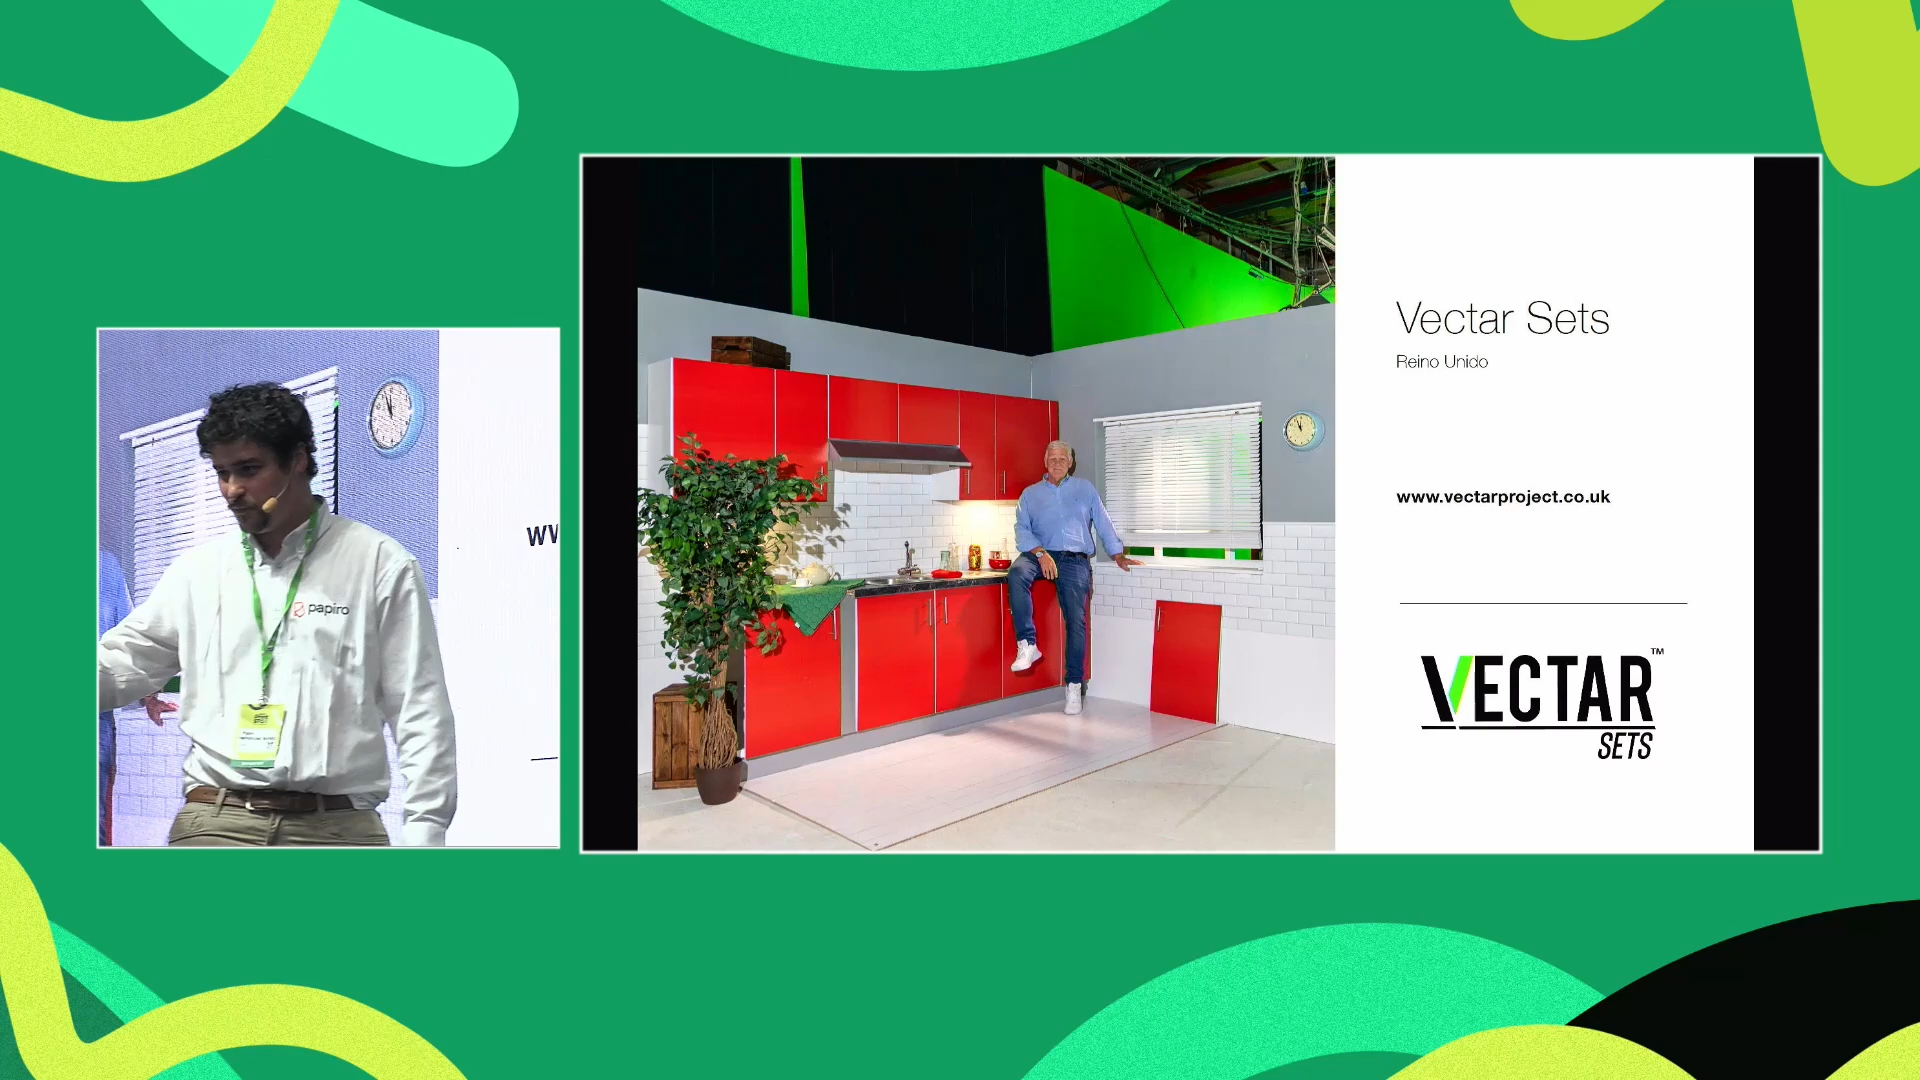 papiro
WV
Vectar Sets
Reino Unido
www.vectarproject.co.uk
VECTAR™
SETS